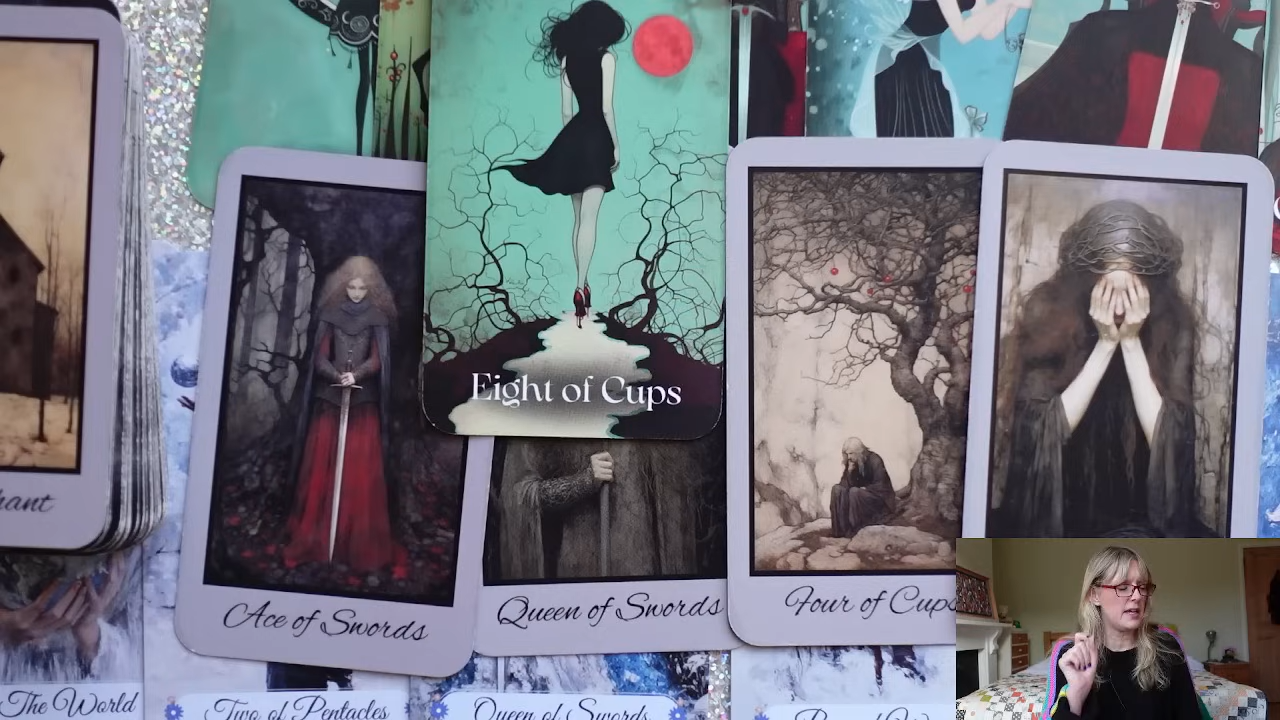 Eight of Cups
hant
Ace of Swords
Queen of Swords
Four of Cups
The World
Two of Pentacles
Queen of Swords